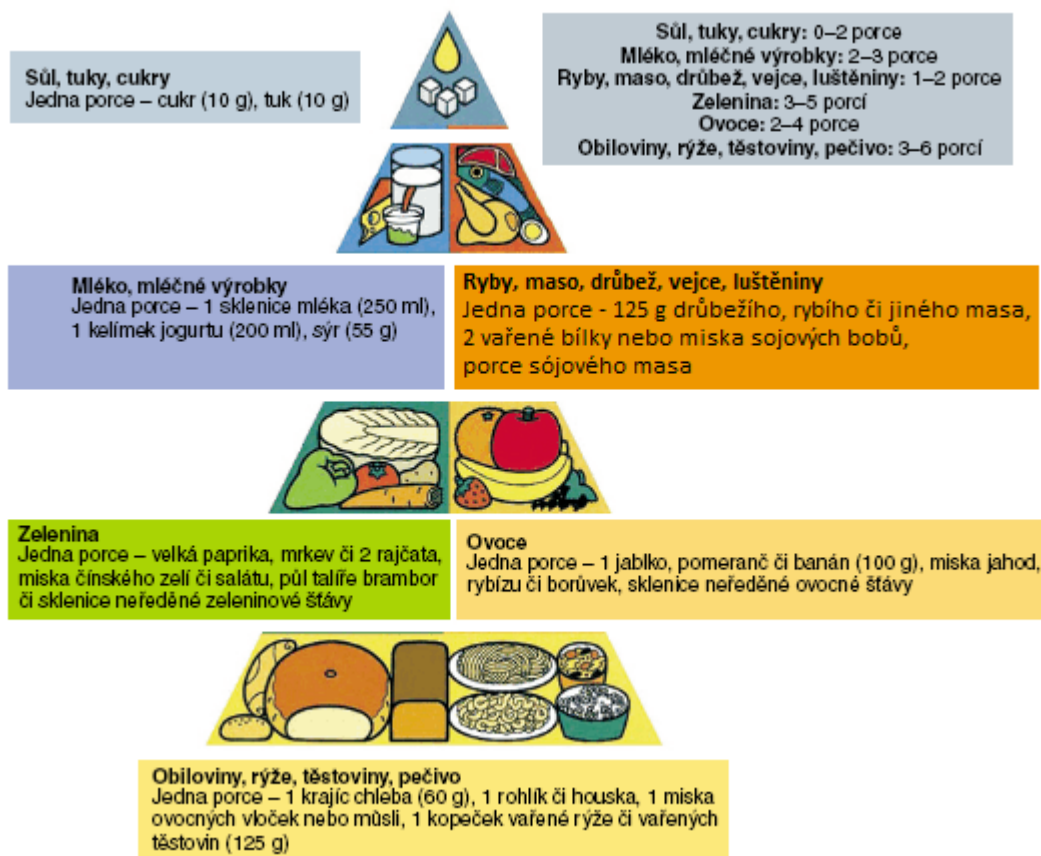 Sůl, tuky, cukry
Jedna porce – cukr (10 g), tuk (10 g)
Sůl, tuky, cukry: 0–2 porce
Mléko, mléčné výrobky: 2–3 porce
Ryby, maso, drůbež, vejce, luštěniny: 1–2 porce
Zelenina: 3–5 porcí
Ovoce: 2–4 porce
Obiloviny, rýže, těstoviny, pečivo: 3–6 porcí
Mléko, mléčné výrobky
Jedna porce – 1 sklenice mléka (250 ml),
1 kelímek jogurtu (200 ml), sýr (55 g)
Ryby, maso, drůbež, vejce, luštěniny
Jedna porce - 125 g drůbežího, rybího či jiného masa,
2 vařené bílky nebo miska sojových bobů,
porce sójového masa
Zelenina
Jedna porce – velká paprika, mrkev či 2 rajčata,
miska čínského zelí či salátu, půl talíře brambor
či sklenice neředěné zeleninové šťávy
Ovoce
Jedna porce – 1 jablko, pomeranč či banán (100 g), miska jahod,
rybízu či borůvek, sklenice neředěné ovocné šťávy
Obiloviny, rýže, těstoviny, pečivo
Jedna porce – 1 krajíc chleba (60 g), 1 rohlík či houska, 1 miska
ovocných vloček nebo műsli, 1 kopeček vařené rýže či vařených
těstovin (125 g)